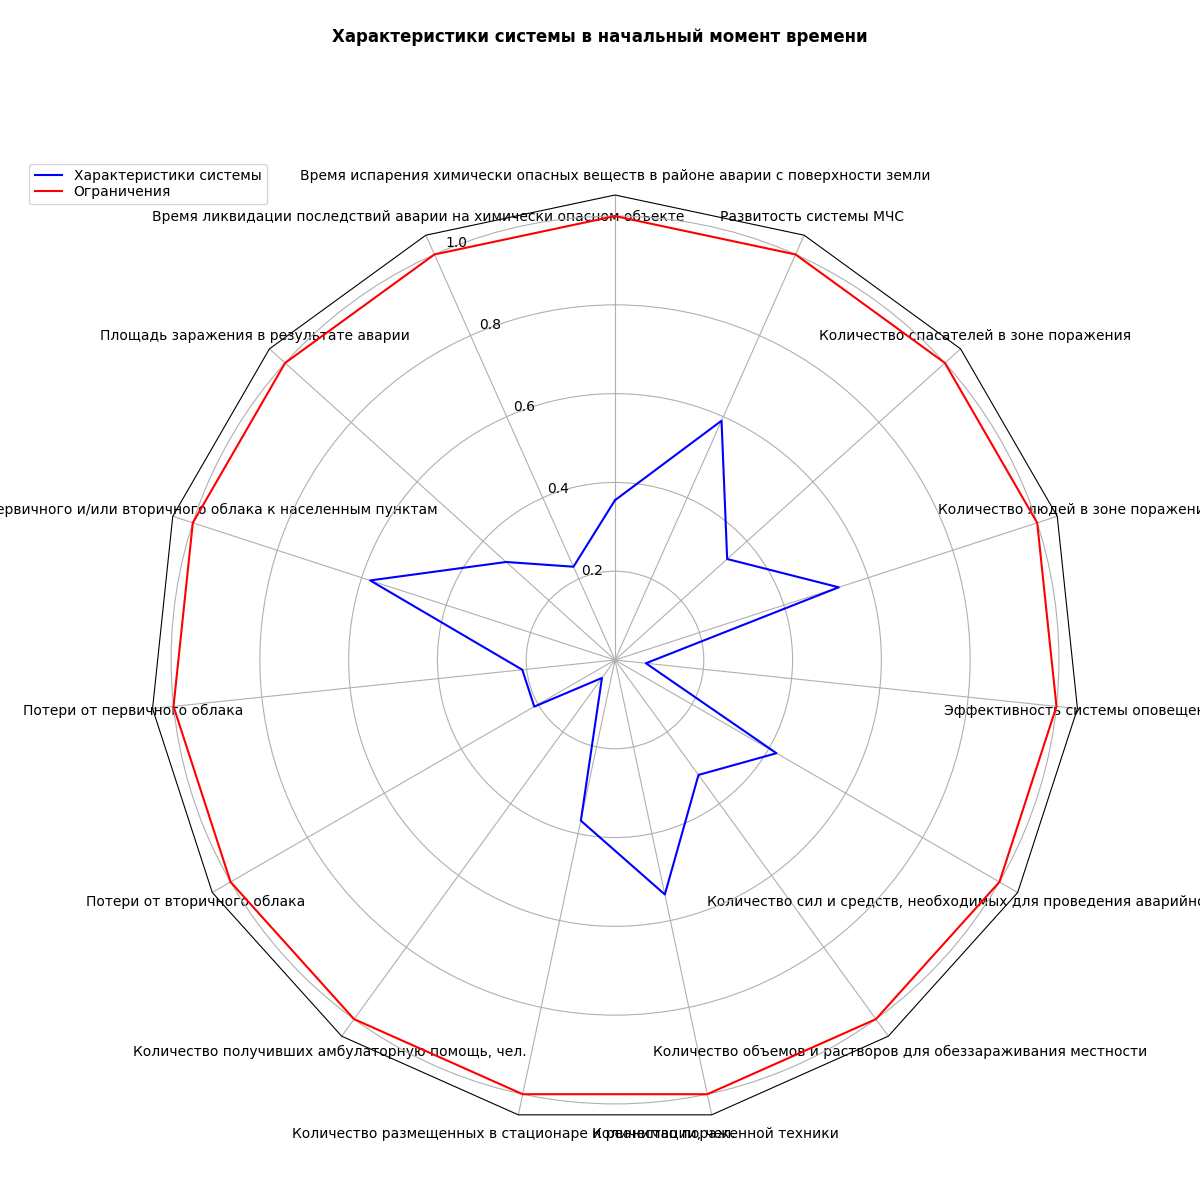 Характеристики системы в начальный момент времени
Характеристики системы
Ограничения
Время испарения химически опасных веществ в районе аварии с поверхности земли
Время ликвидации последствий аварии на химически опасном объекте
Развитость системы МЧС
1.0
0.8
Площадь заражения в результате аварии
Количество спасателей в зоне поражения
0.6
0.4
ервичного и/или вторичного облака к населенным пунктам
Количество людей в зоне поражени
0.2
Потери от первичного облака
Эффективность системы оповещен
Потери от вторичного облака
Количество сил и средств, необходимых для проведения аварийно
Количество получивших амбулаторную помощь, чел.
Количество объемов и растворов для обеззараживания местности
Количество размещенных в стационаре и реанимации, чел.
Количество пораженной техники